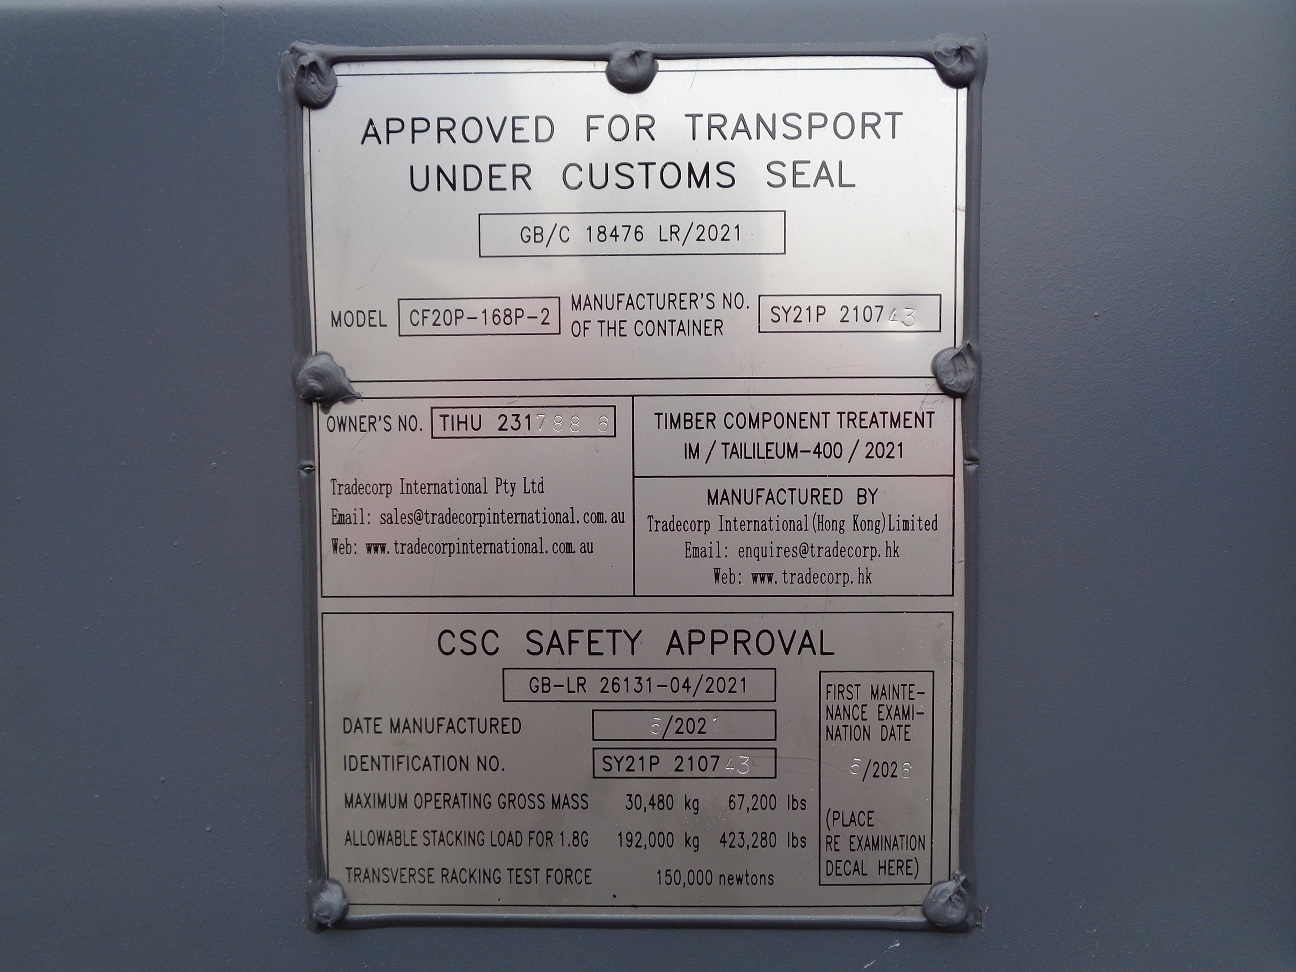 APPROVED FOR TRANSPORT
UNDER CUSTOMS SEAL
GB/C 18476 LR/2021
MODEL CF20P-168P-2
MANUFACTURER'S NO.
OF THE CONTAINER
SY21P 210743
OWNER'S NO. TIHU 231788 6
Tradecorp International Pty Ltd
Email: sales@tradecorpinternational.com.au
Web: www.tradecorpinternational.com.au
TIMBER COMPONENT TREATMENT
IM / TAILILEUM-400 / 2021
MANUFACTURED BY
Tradecorp International(Hong Kong)Limited
Email: enquires@tradecorp.hk
Web: www.tradecorp.hk
CSC SAFETY APPROVAL
GB-LR 26131-04/2021
DATE MANUFACTURED 5/2021
IDENTIFICATION NO. SY21P 210743
MAXIMUM OPERATING GROSS MASS 30,480 kg 67,200 lbs
ALLOWABLE STACKING LOAD FOR 1.8G 192,000 kg 423,280 lbs
TRANSVERSE RACKING TEST FORCE 150,000 newtons
FIRST MAINTE-
NANCE EXAMI-
NATION DATE
5/2026
(PLACE
RE EXAMINATION
DECAL HERE)